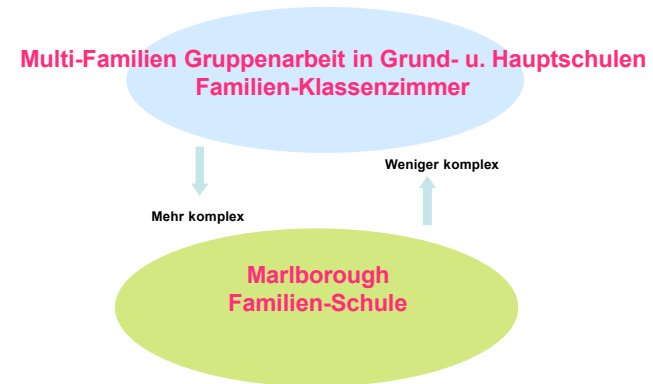 Multi-Familien Gruppenarbeit in Grund- u. Hauptschulen
Familien-Klassenzimmer
Weniger komplex
Mehr komplex
Marlborough
Familien-Schule